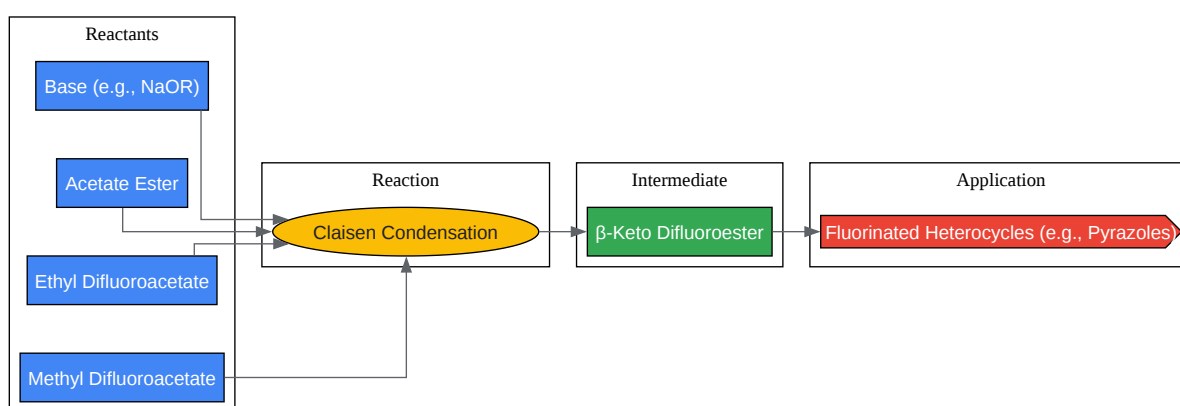 Reactants
Base (e.g., NaOR)
Acetate Ester
Ethyl Difluoroacetate
Methyl Difluoroacetate
Reaction
Claisen Condensation
Intermediate
β-Keto Difluoroester
Application
Fluorinated Heterocycles (e.g., Pyrazoles)